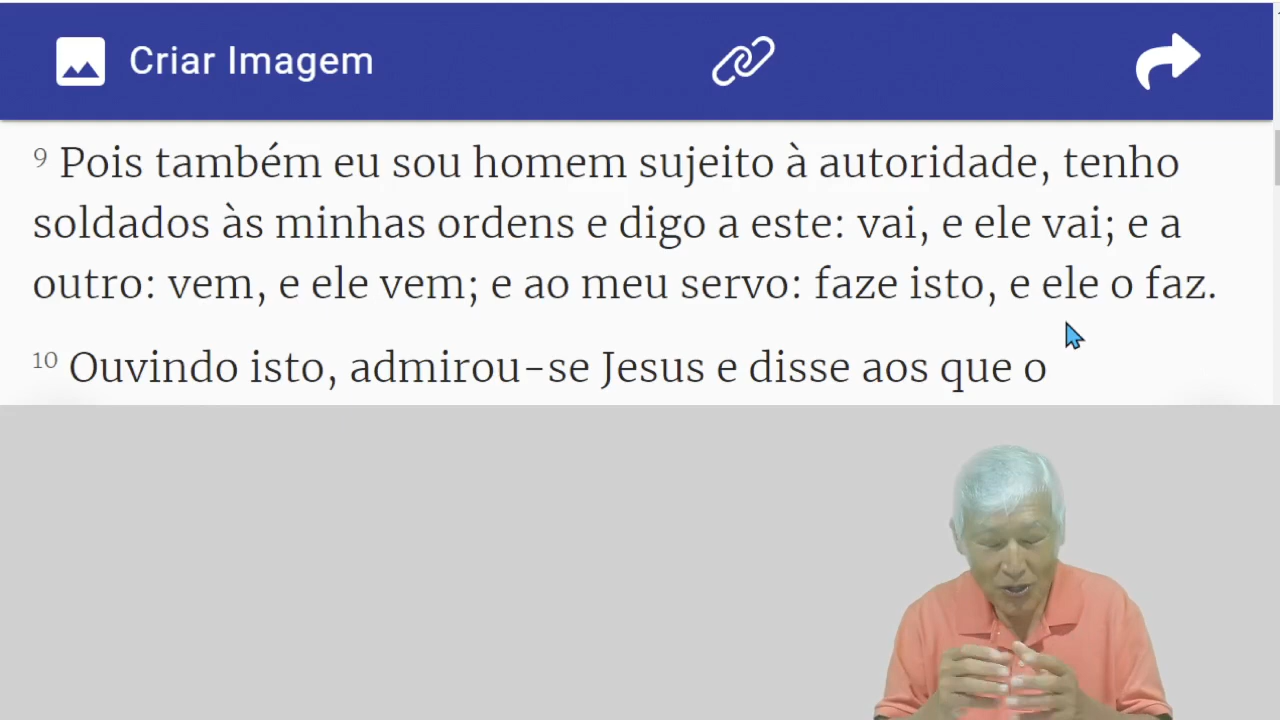 Criar Imagem
9 Pois também eu sou homem sujeito à autoridade, tenho
soldados às minhas ordens e digo a este: vai, e ele vai; e a
outro: vem, e ele vem; e ao meu servo: faze isto, e ele o faz.
10 Ouvindo isto, admirou-se Jesus e disse aos que o